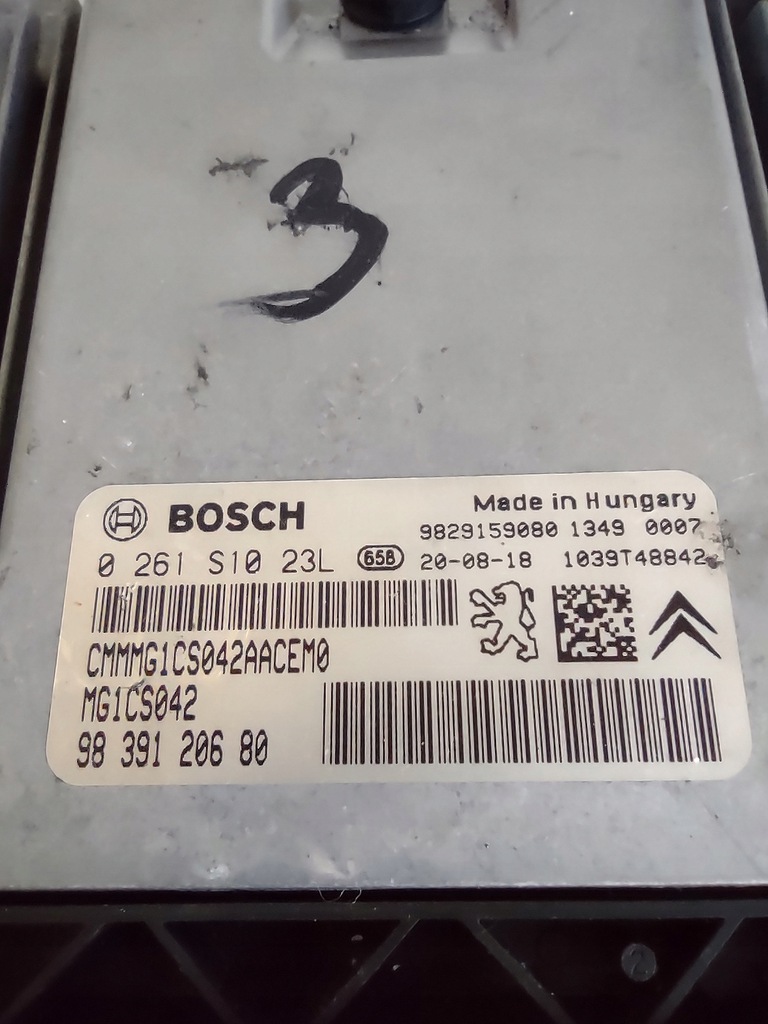 3
BOSCH
Made in Hungary
9829159080 1349 0007
0 261 S10 23L 65B 20-08-18 1039T48842
CMMMG1CS042AACEM0
MG1CS042
98 391 206 80
2